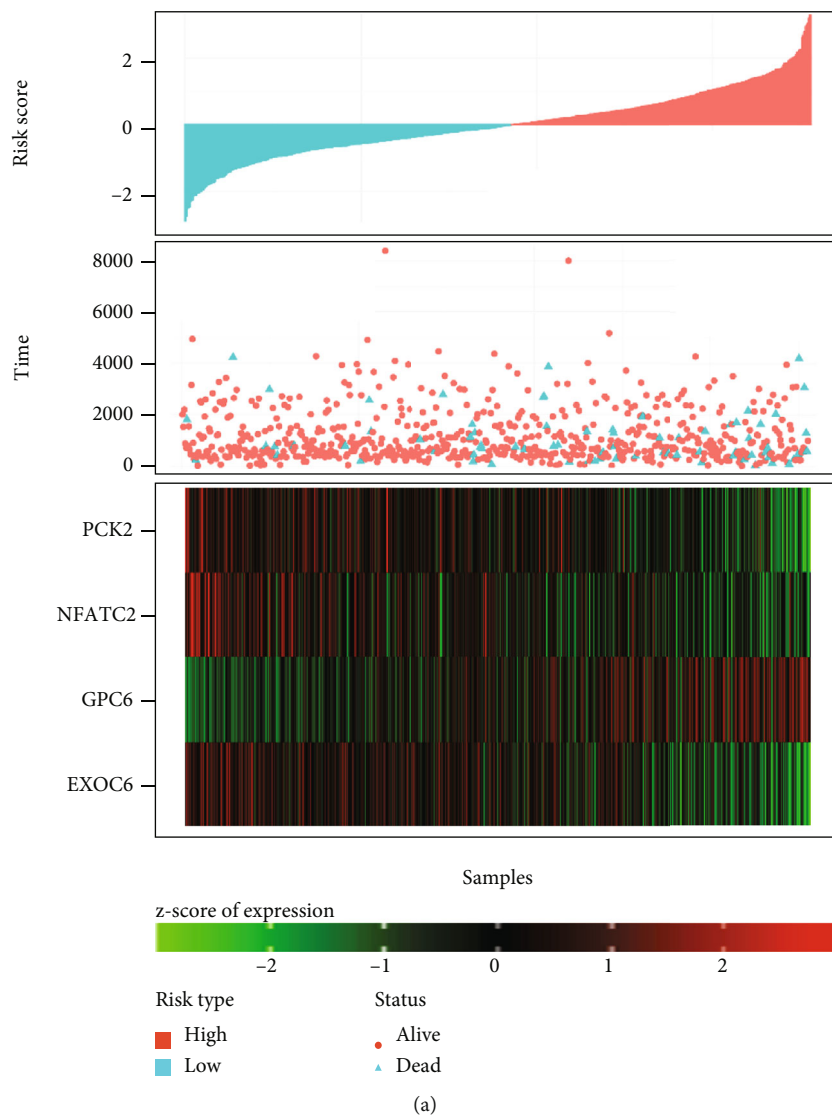 Risk score
2
0
−2
Time
8000
6000
4000
2000
0
PCK2
NFATC2
GPC6
EXOC6
Samples
z-score of expression
−2 −1 0 1 2
Risk type
High
Low
Status
Alive
Dead
(a)